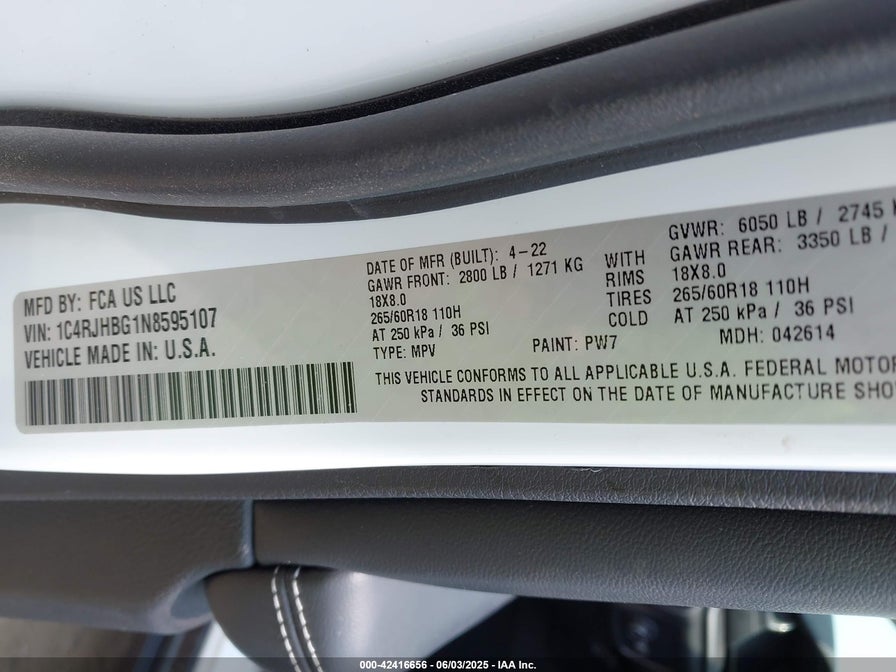 MFD BY: FCA US LLC
VIN: 1C4RJHBG1N8595107
VEHICLE MADE IN: U.S.A.
DATE OF MFR (BUILT): 4-22
GAWR FRONT: 2800 LB / 1271 KG
18X8.0
265/60R18 110H
AT 250 kPa / 36 PSI
TYPE: MPV
PAINT: PW7
WITH
RIMS
TIRES
COLD
GVWR: 6050 LB / 2745
GAWR REAR: 3350 LB /
18X8.0
265/60R18 110H
AT 250 kPa / 36 PSI
MDH: 042614
THIS VEHICLE CONFORMS TO ALL APPLICABLE U.S.A. FEDERAL MOTOR
STANDARDS IN EFFECT ON THE DATE OF MANUFACTURE SHO
000-42416656 - 06/03/2025 - IAA Inc.